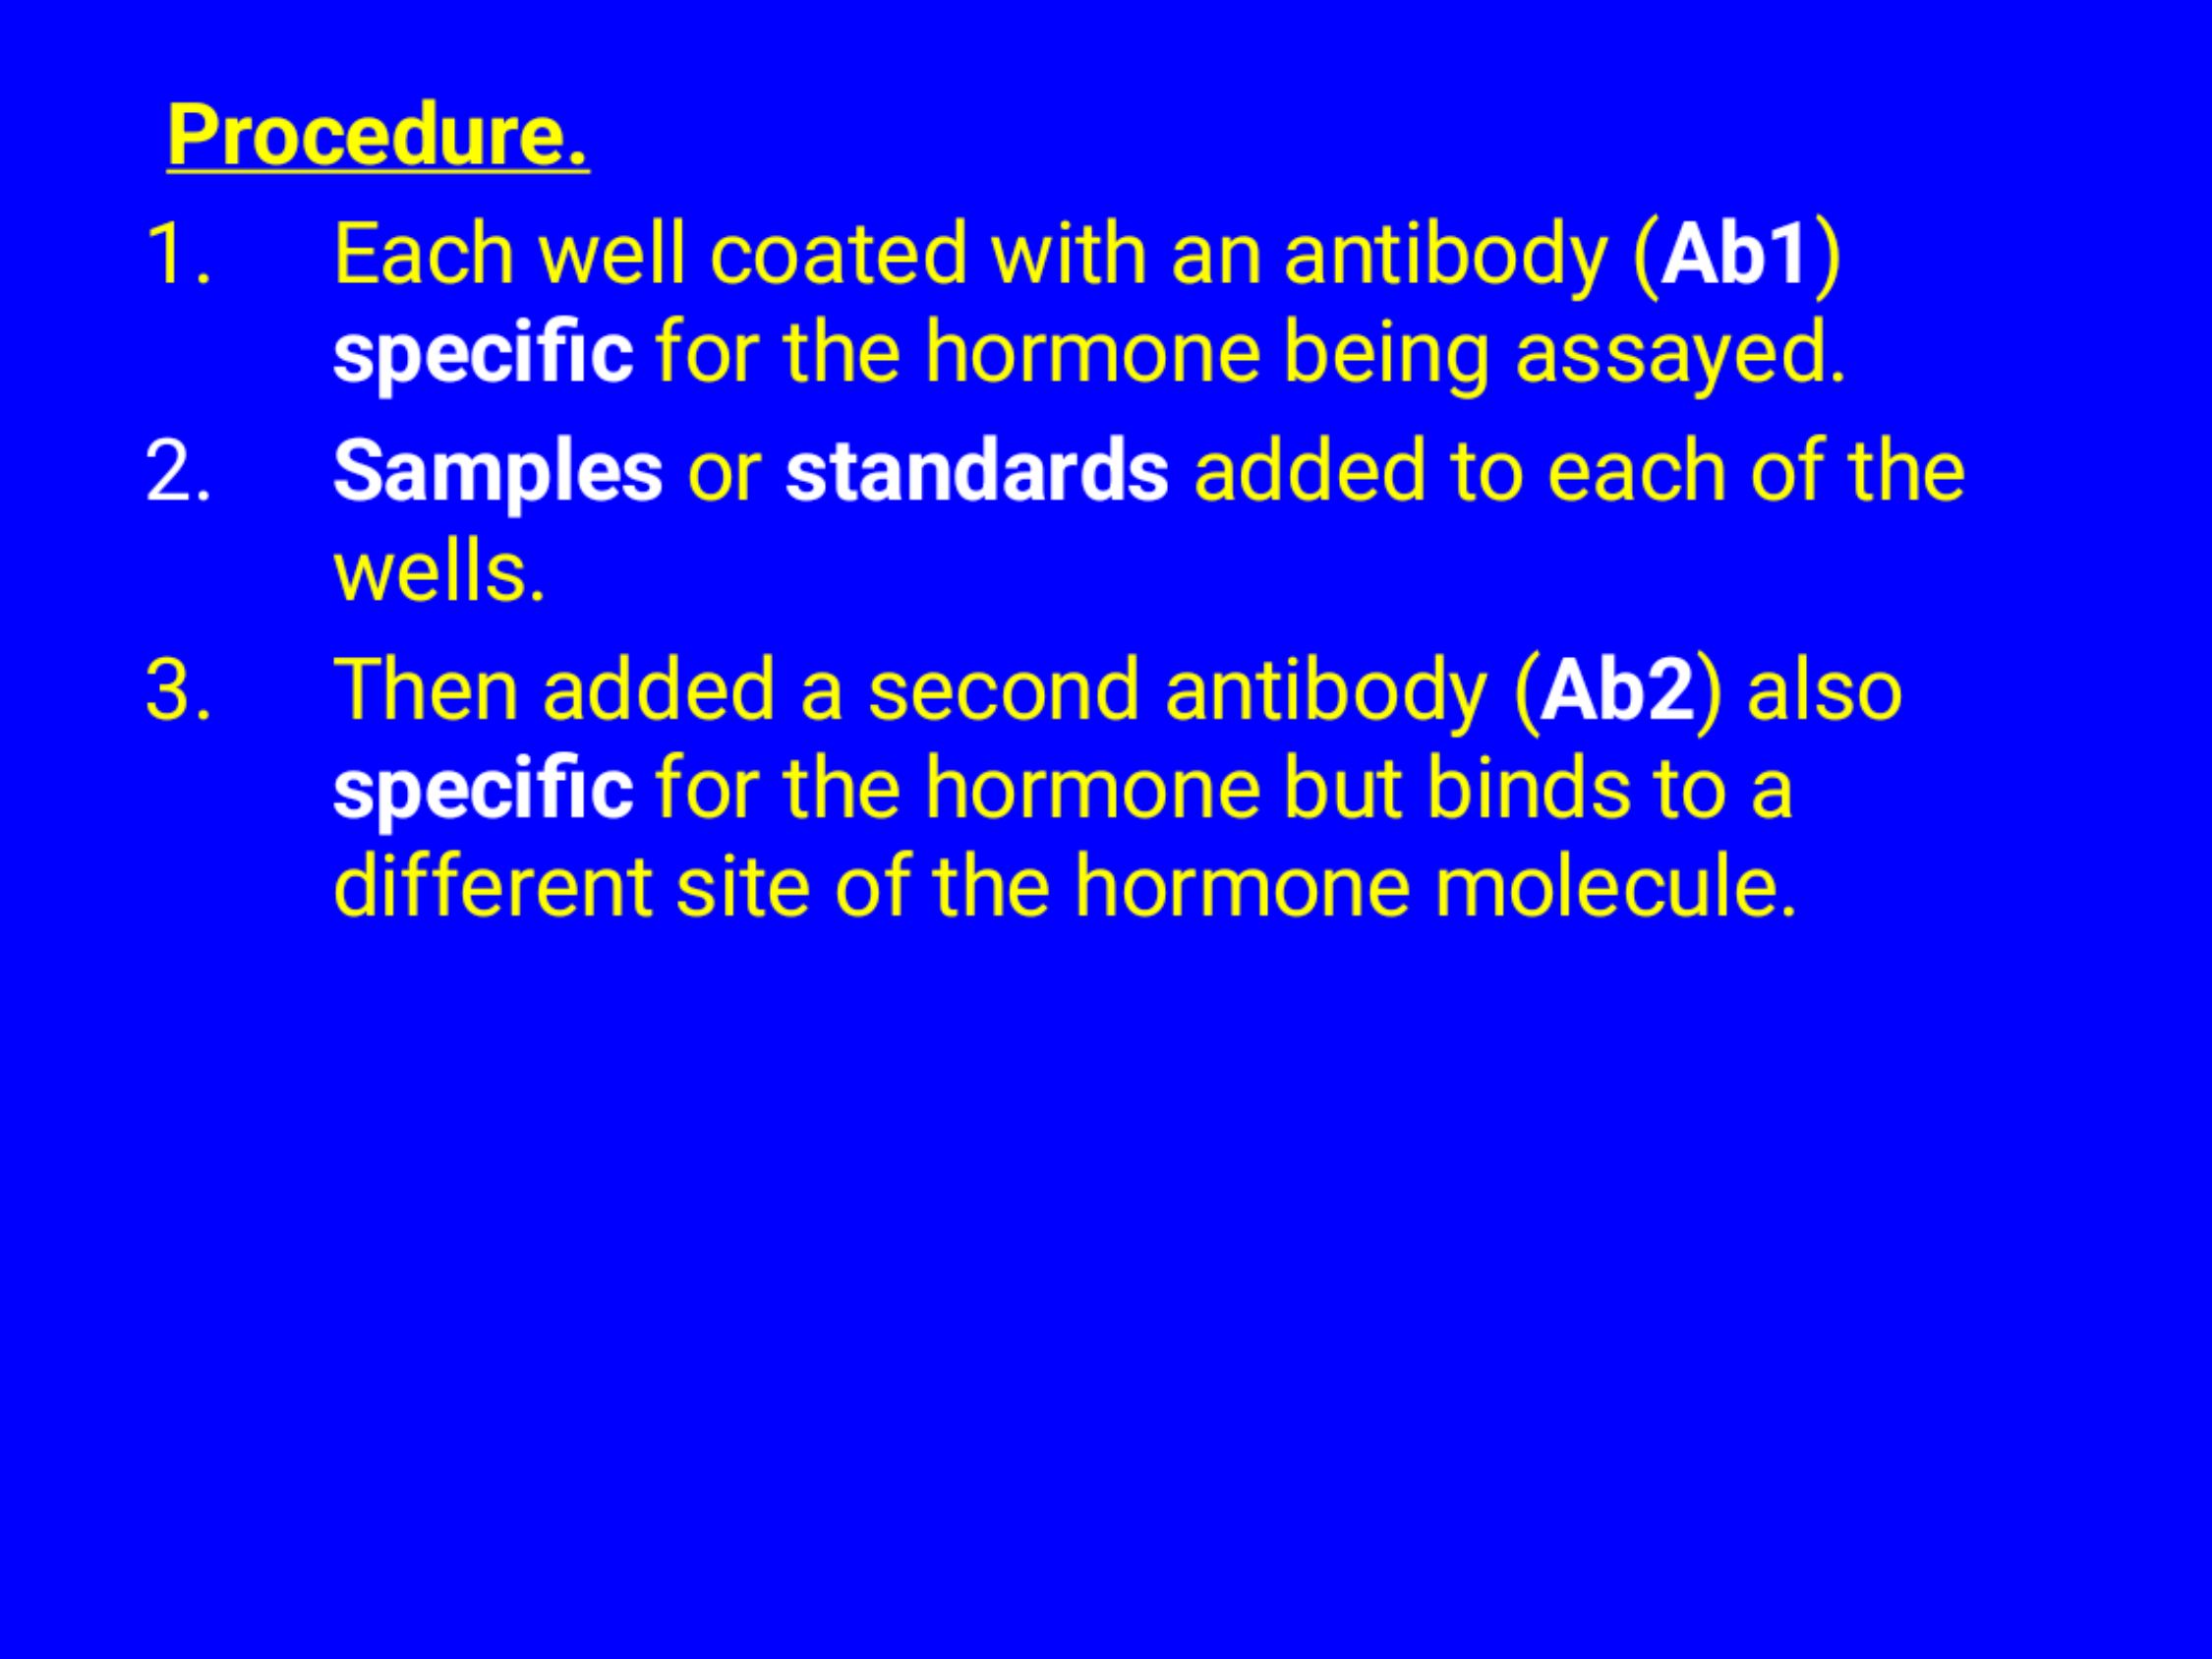 Procedure.
1. Each well coated with an antibody (Ab1)
specific for the hormone being assayed.
2. Samples or standards added to each of the
wells.
3. Then added a second antibody (Ab2) also
specific for the hormone but binds to a
different site of the hormone molecule.